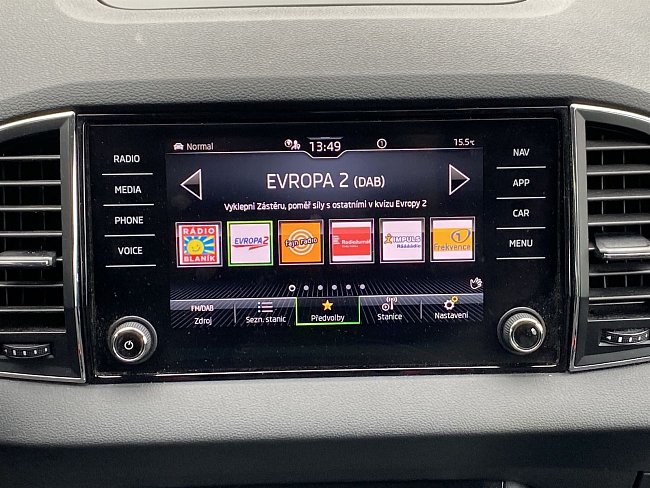 RADIO
MEDIA
PHONE
VOICE
Normal
13:49
15.5°C
EVROPA 2 (DAB)
Vyklepni Zástěru, poměř síly s ostatními v kvízu Evropy 2
RÁDIO
BLANÍK
EVROPA2
fajn radio
Radiožurnál
IMPULS
Ráááádio
1
Frekvence
FM/DAB
Zdroj
Sezn. stanic
Předvolby
Stanice
Nastavení
NAV
APP
CAR
MENU